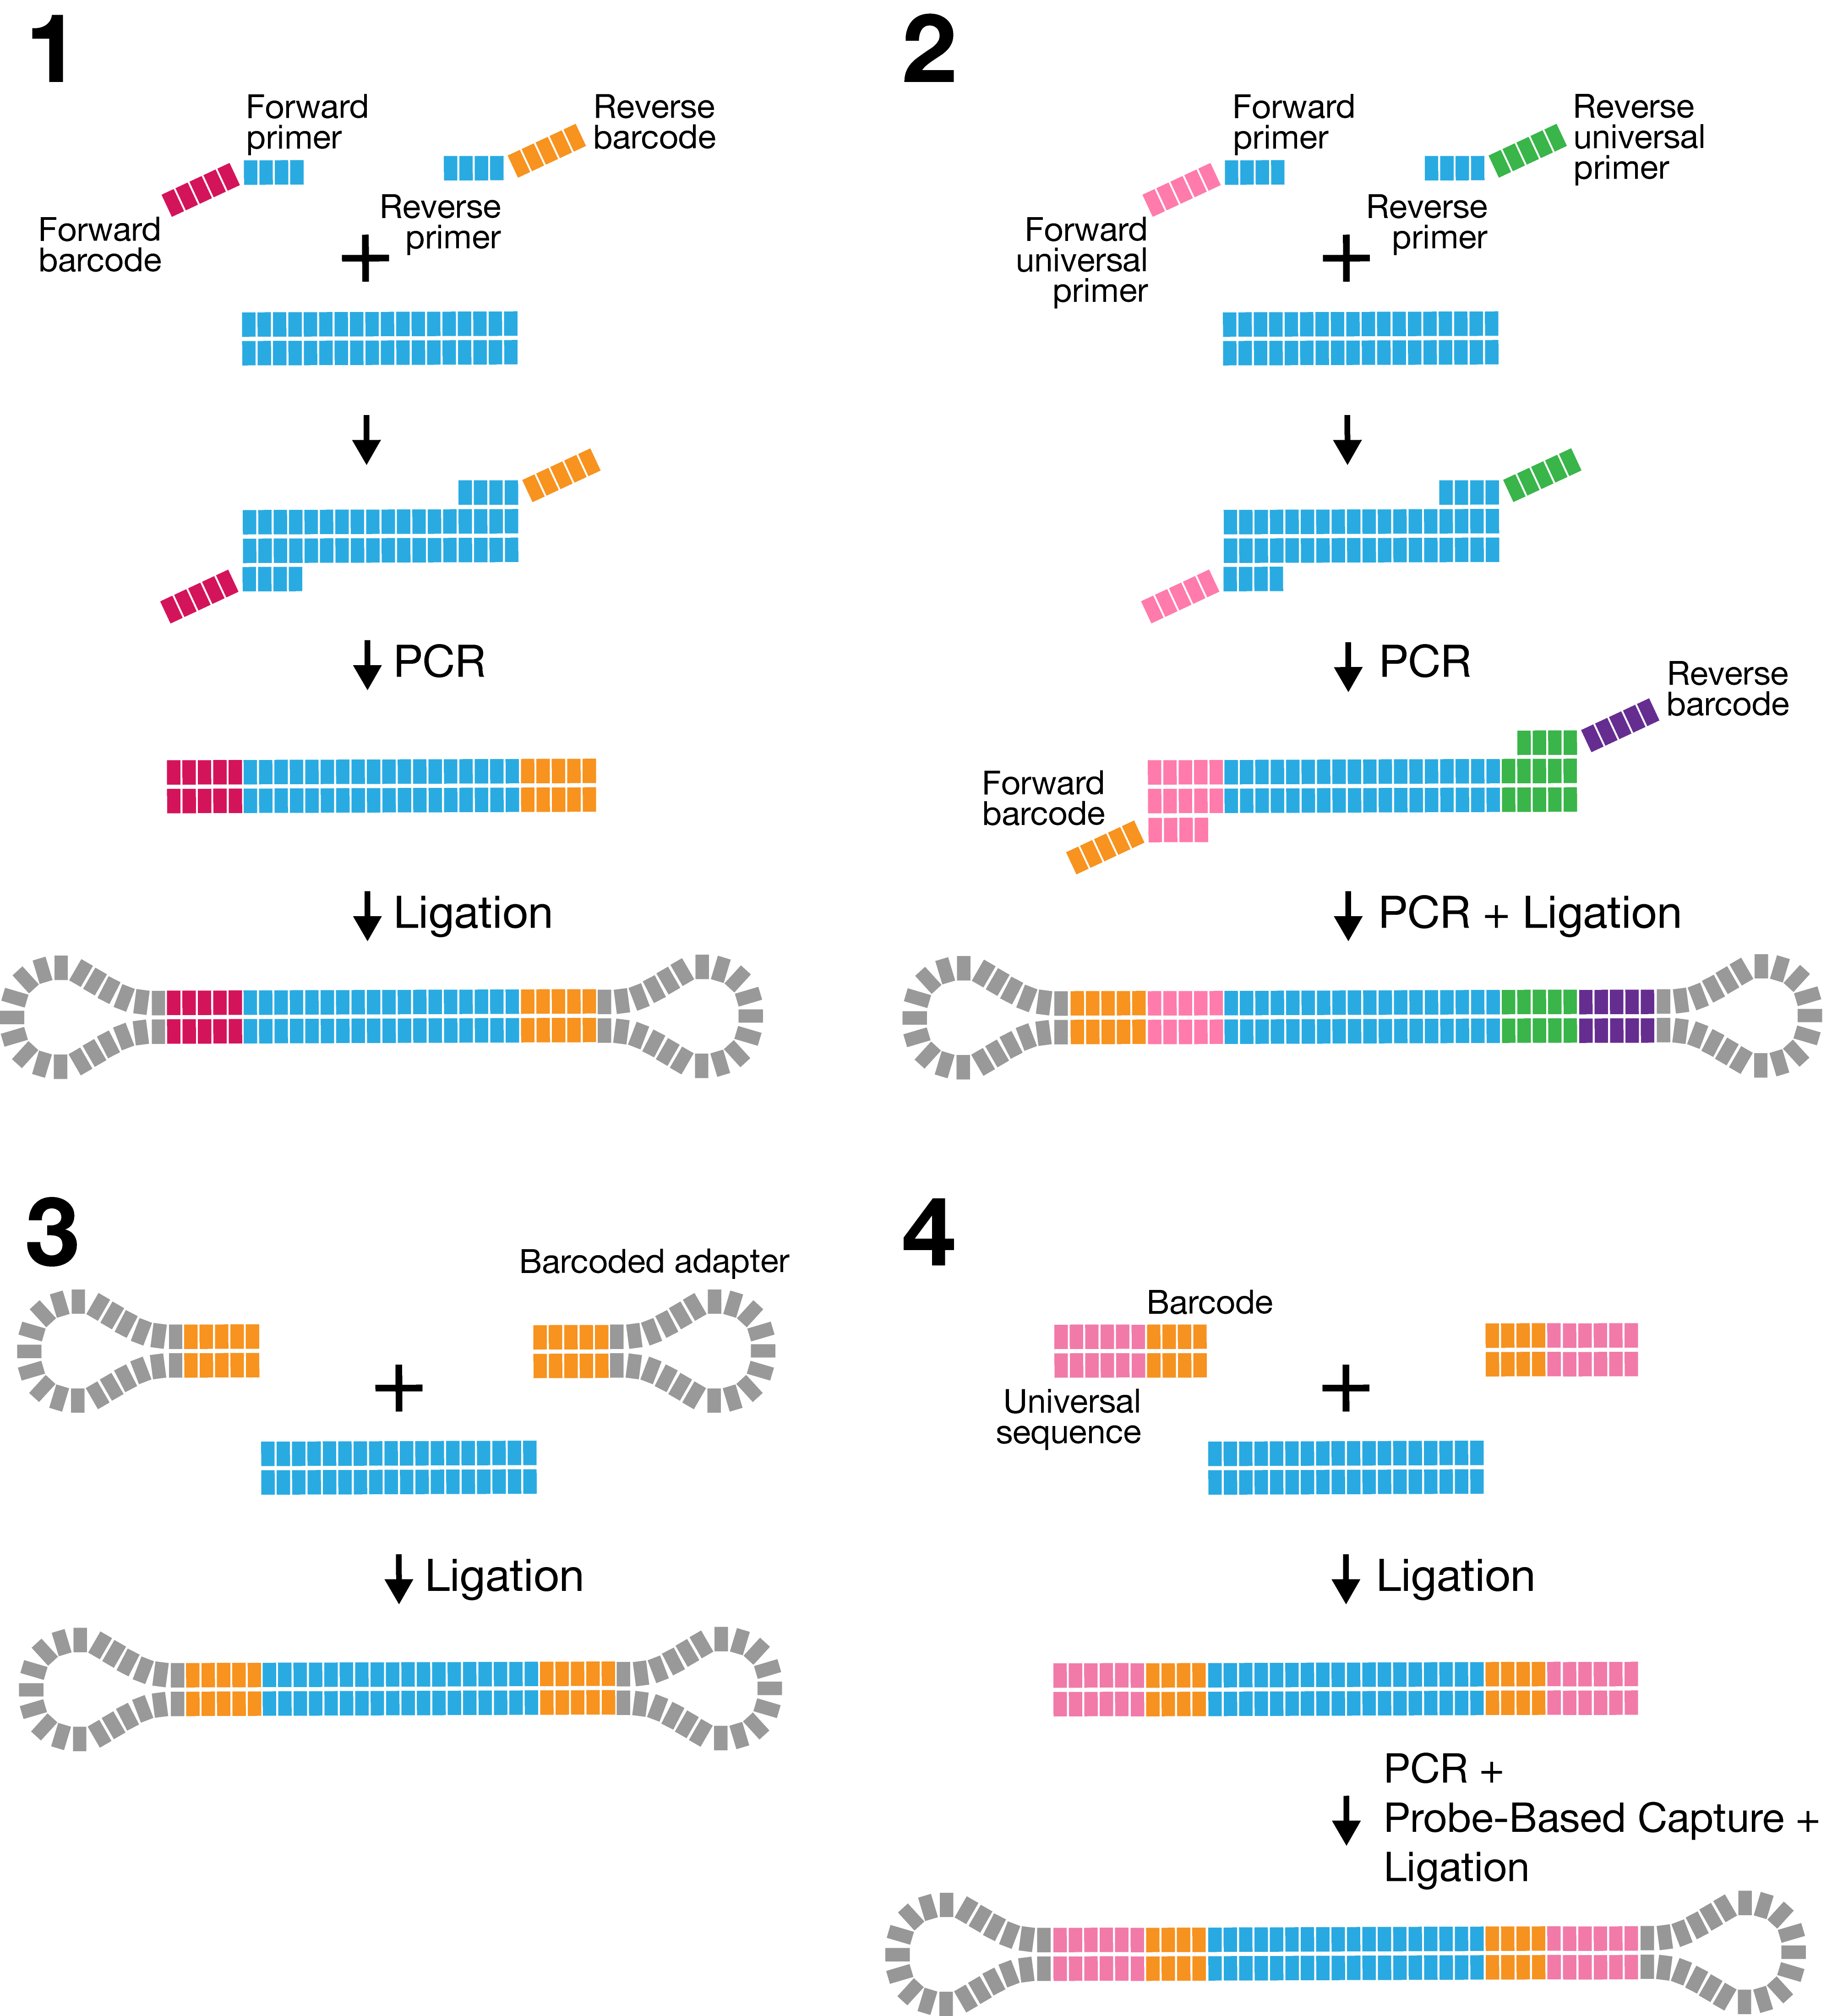 1
Forward
primer
Reverse
barcode
Forward
barcode
Reverse
primer
+
PCR
Ligation
2
Forward
primer
Reverse
universal
primer
Forward
universal
primer
Reverse
primer
+
PCR
Reverse
barcode
Forward
barcode
PCR + Ligation
3
Barcoded adapter
+
Ligation
4
Barcode
Universal
sequence
+
Ligation
PCR +
Probe-Based Capture +
Ligation